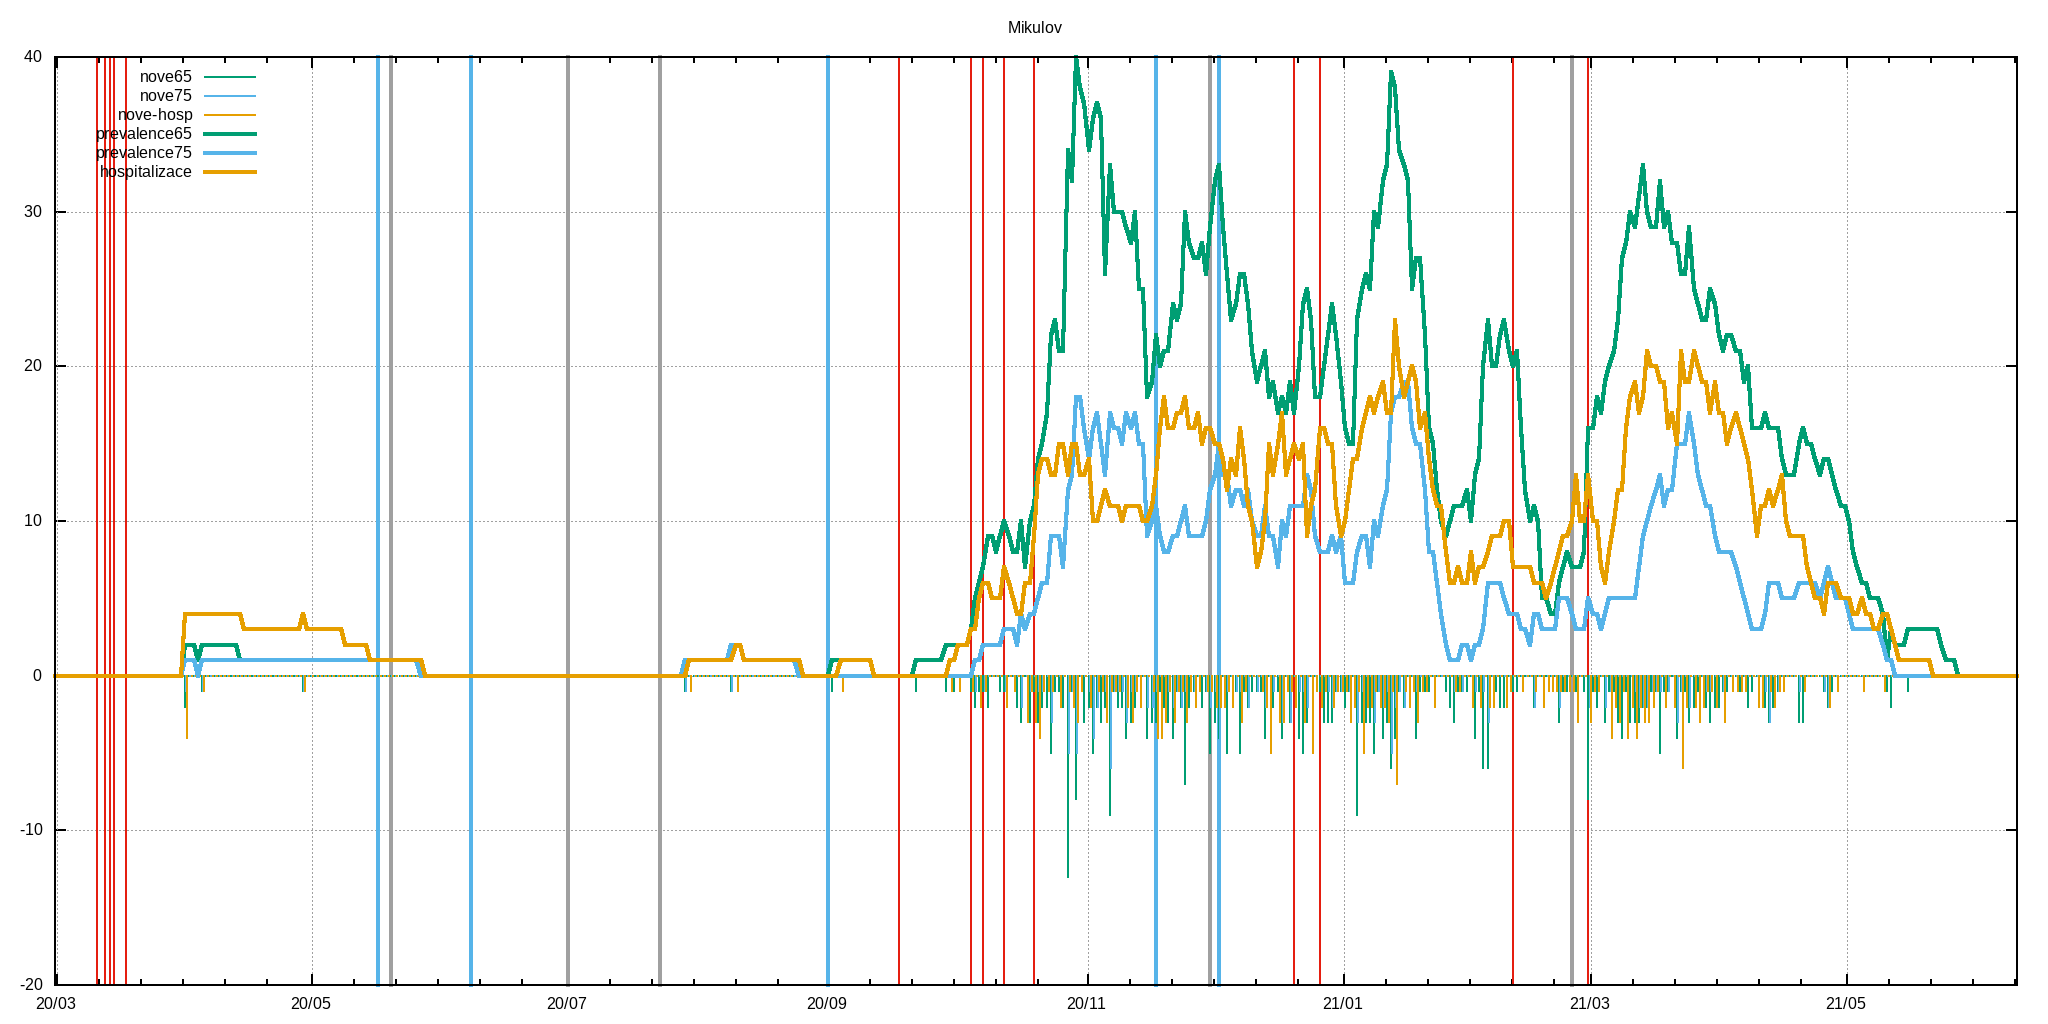 Mikulov
40
nove65
nove75
nove-hosp
prevalence65
prevalence75
hospitalizace
30
20
10
0
-10
-20
20/03 20/05 20/07 20/09 20/11 21/01 21/03 21/05